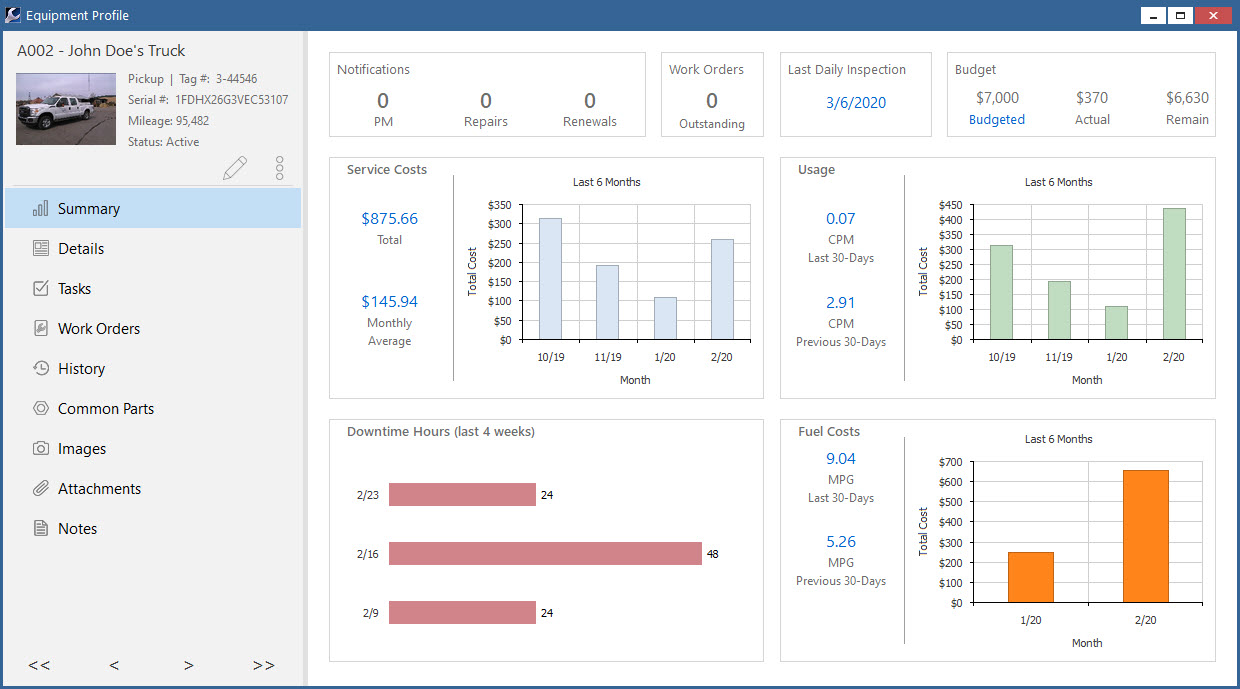 Equipment Profile
A002 - John Doe's Truck
Pickup | Tag #: 3-44546
Serial #: 1FDHX26G3VEC53107
Mileage: 95,482
Status: Active
Summary
Details
Tasks
Work Orders
History
Common Parts
Images
Attachments
Notes
<< < > >>
Notifications
0 0 0
PM Repairs Renewals
Work Orders
0
Outstanding
Last Daily Inspection
3/6/2020
Budget
$7,000 $370 $6,630
Budgeted Actual Remain
Service Costs
$875.66
Total
$145.94
Monthly
Average
Last 6 Months
Total Cost
$350
$300
$250
$200
$150
$100
$50
$0
10/19 11/19 1/20 2/20
Month
Usage
0.07
CPM
Last 30-Days
2.91
CPM
Previous 30-Days
Last 6 Months
Total Cost
$450
$400
$350
$300
$250
$200
$150
$100
$50
$0
10/19 11/19 1/20 2/20
Month
Downtime Hours (last 4 weeks)
2/23 24
2/16 48
2/9 24
Fuel Costs
9.04
MPG
Last 30-Days
5.26
MPG
Previous 30-Days
Last 6 Months
Total Cost
$700
$600
$500
$400
$300
$200
$100
$0
1/20 2/20
Month